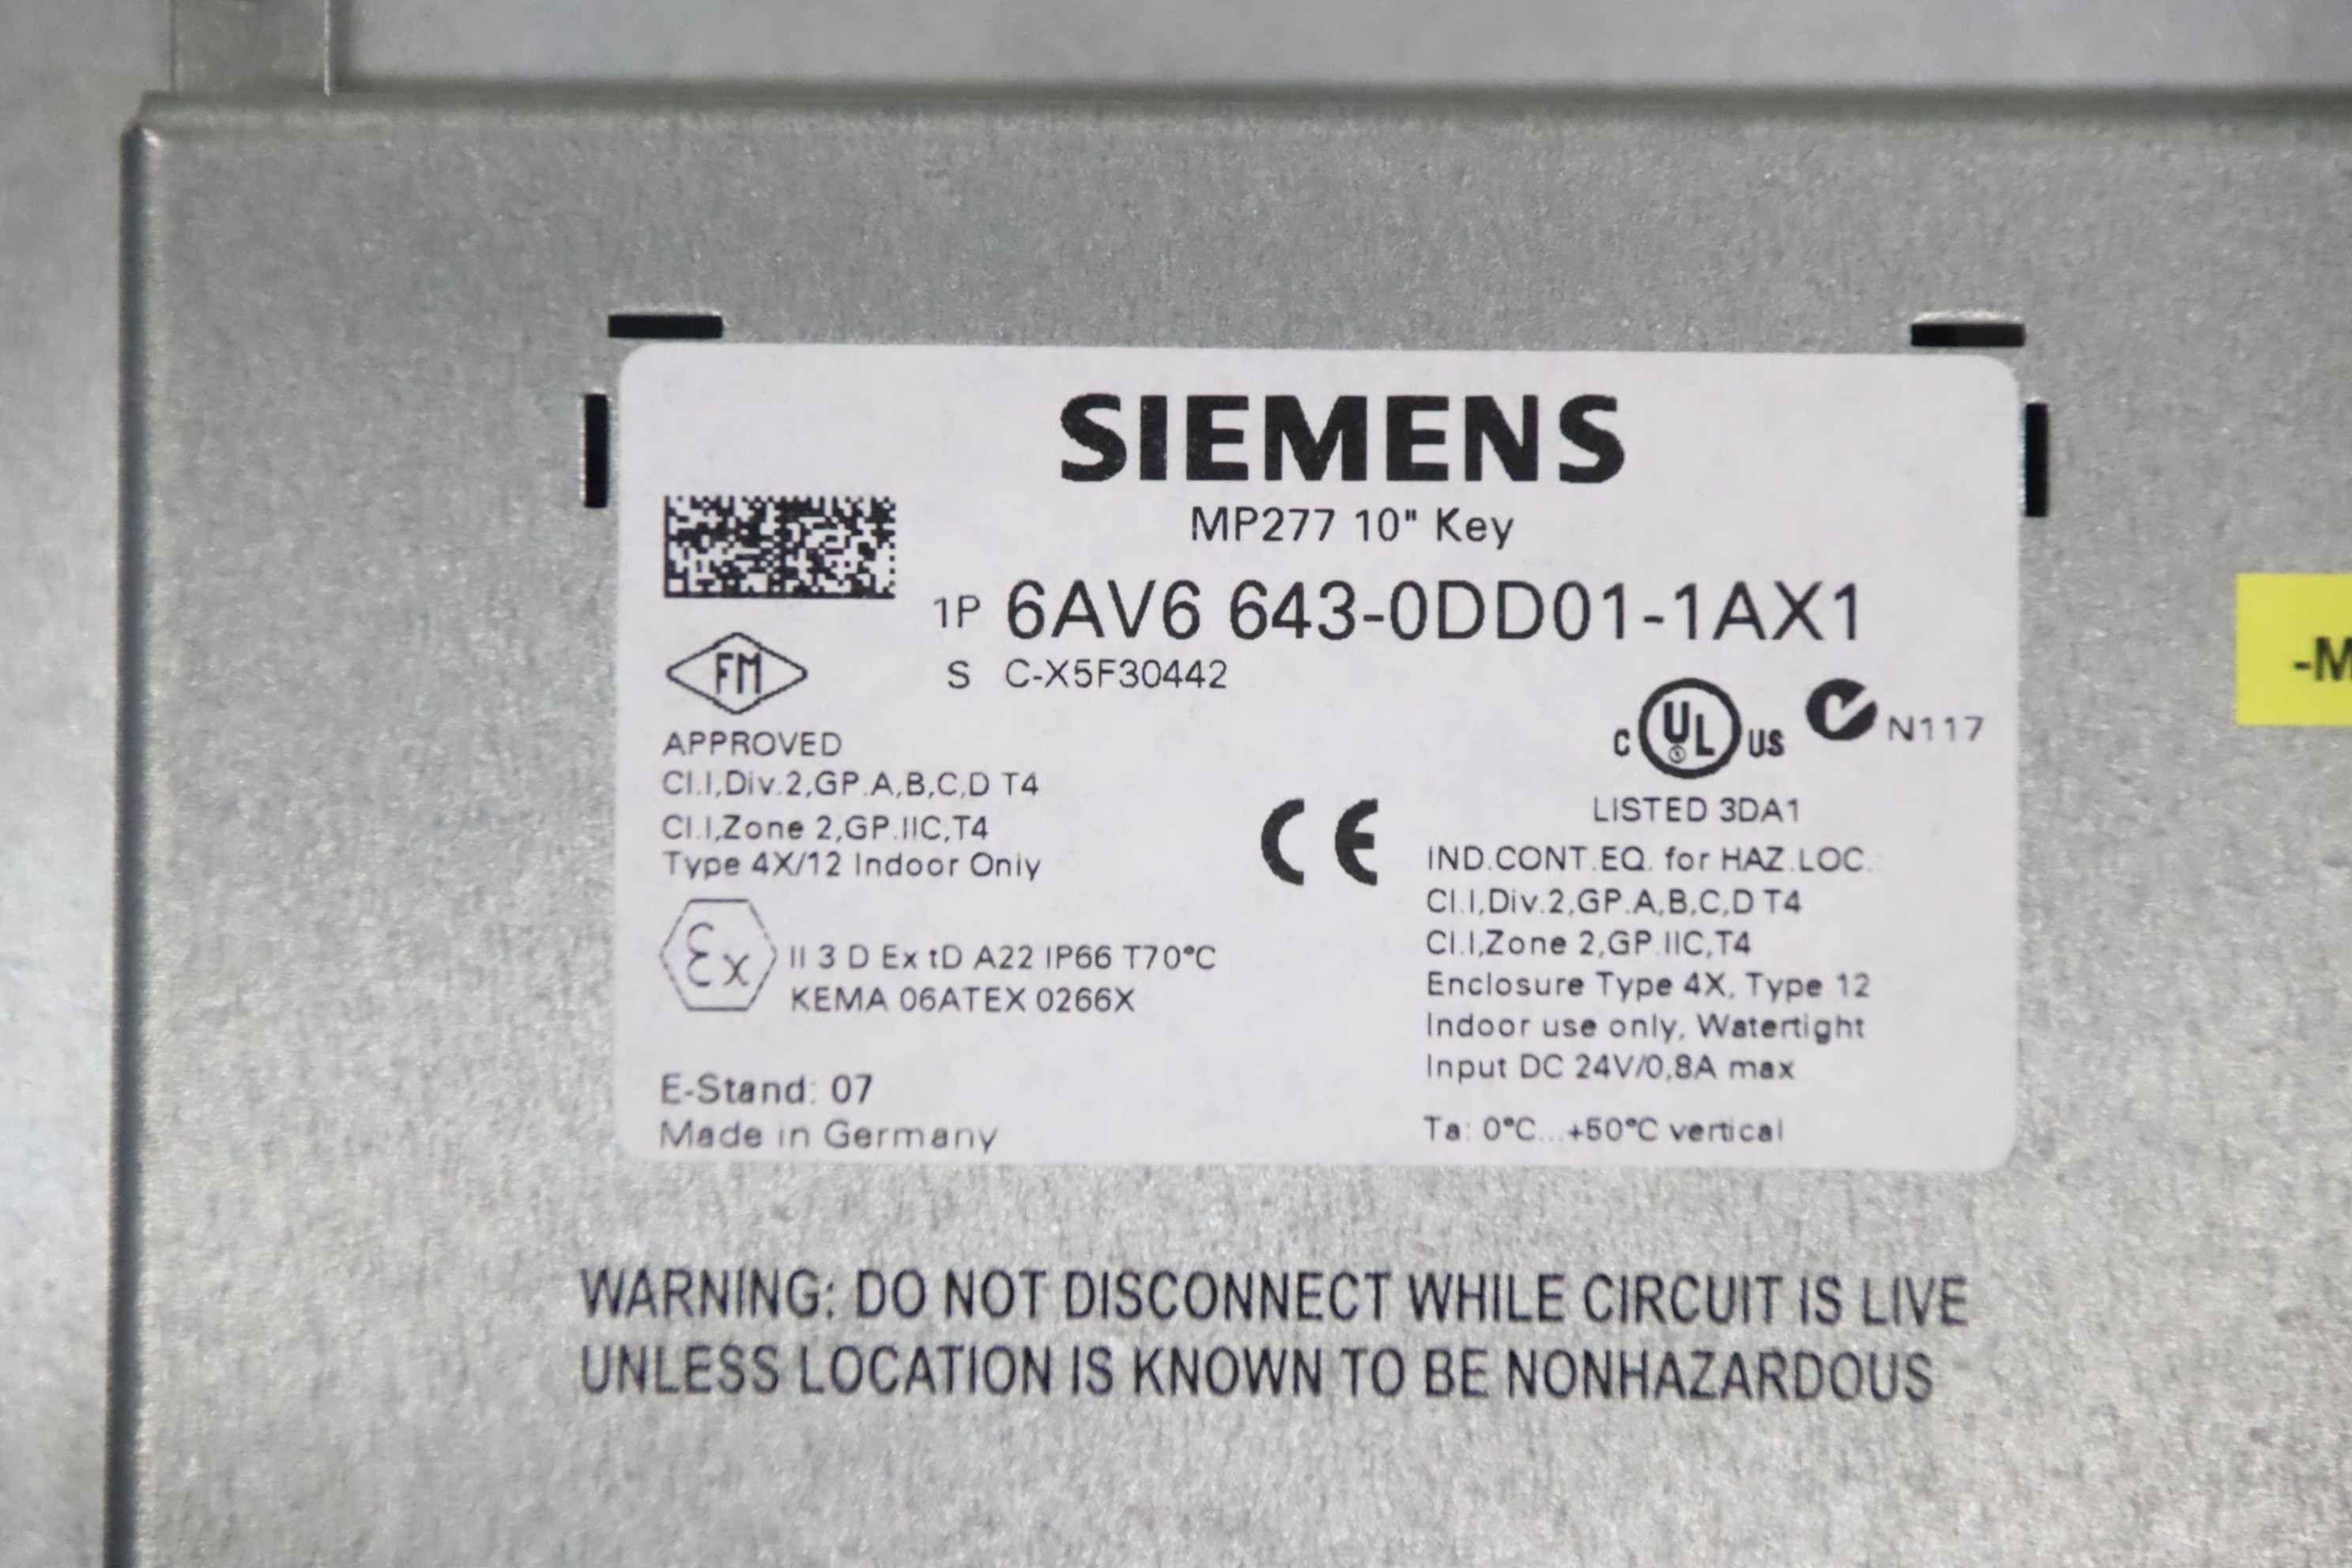 SIEMENS
MP277 10" Key
1P 6AV6 643-0DD01-1AX1
S C-X5F30442
FM
APPROVED
Cl.I,Div.2,GP.A,B,C,D T4
Cl.I,Zone 2,GP.IIC,T4
Type 4X/12 Indoor Only
Ex II 3 D Ex tD A22 IP66 T70°C
KEMA 06ATEX 0266X
E-Stand: 07
Made in Germany
CE
C UL US N117
LISTED 3DA1
IND.CONT.EQ. for HAZ.LOC.
Cl.I,Div.2,GP.A,B,C,D T4
Cl.I,Zone 2,GP.IIC,T4
Enclosure Type 4X, Type 12
Indoor use only, Watertight
Input DC 24V/0,8A max
Ta: 0°C...+50°C vertical
-M
WARNING: DO NOT DISCONNECT WHILE CIRCUIT IS LIVE
UNLESS LOCATION IS KNOWN TO BE NONHAZARDOUS